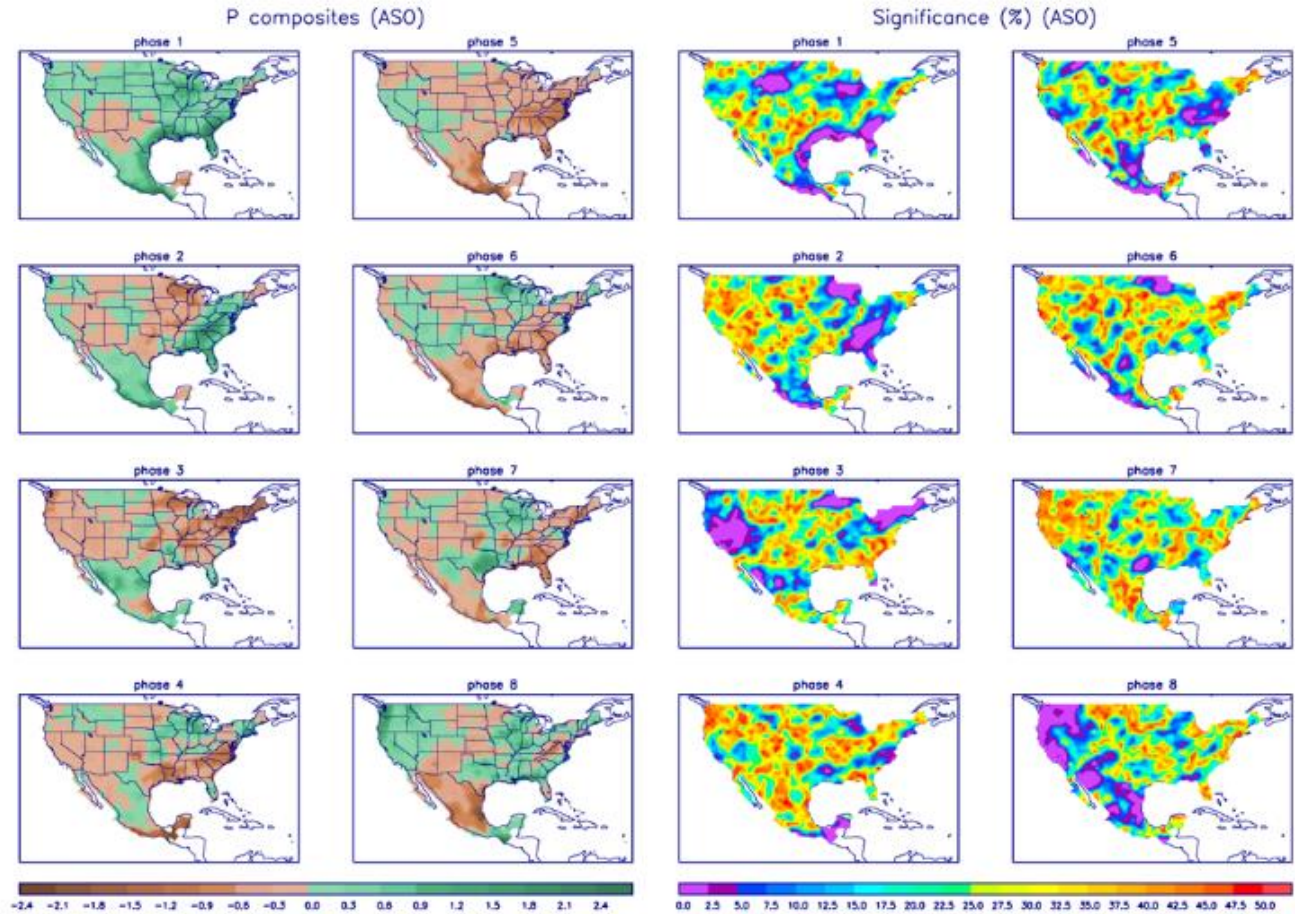 P composites (ASO)
Significance (%) (ASO)
phase 1
phase 5
phase 1
phase 5
phase 2
phase 6
phase 2
phase 6
phase 3
phase 7
phase 3
phase 7
phase 4
phase 8
phase 4
phase 8
-2.4 -2.1 -1.8 -1.5 -1.2 -0.9 -0.6 -0.3 0.0 0.3 0.6 0.9 1.2 1.5 1.8 2.1 2.4
0.0 2.5 5.0 7.5 10.0 12.5 15.0 17.5 20.0 22.5 25.0 27.5 30.0 32.5 35.0 37.5 40.0 42.5 45.0 47.5 50.0